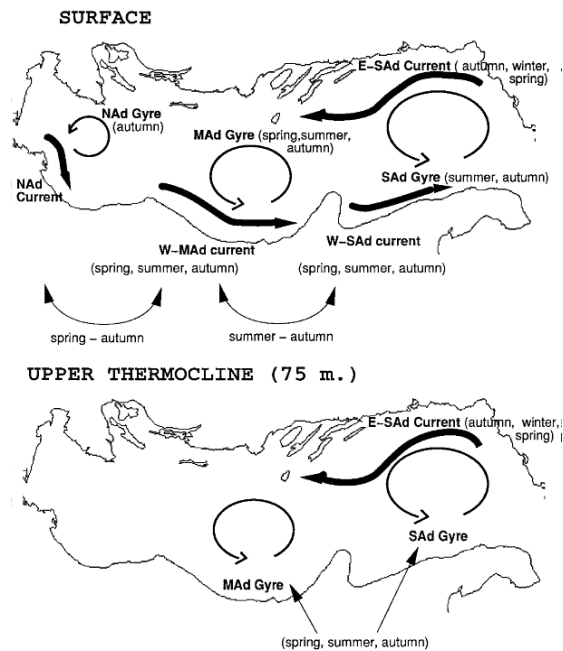 SURFACE
E-SAd Current ( autumn, winter,
spring)
NAd Gyre
(autumn)
MAd Gyre (spring,summer,
autumn)
SAd Gyre (summer, autumn)
NAd
Current
W-MAd current
W-SAd current
(spring, summer, autumn)
(spring, summer, autumn)
spring - autumn
summer - autumn
UPPER THERMOCLINE (75 m.)
E-SAd Current (autumn, winter,
spring)
SAd Gyre
MAd Gyre
(spring, summer, autumn)